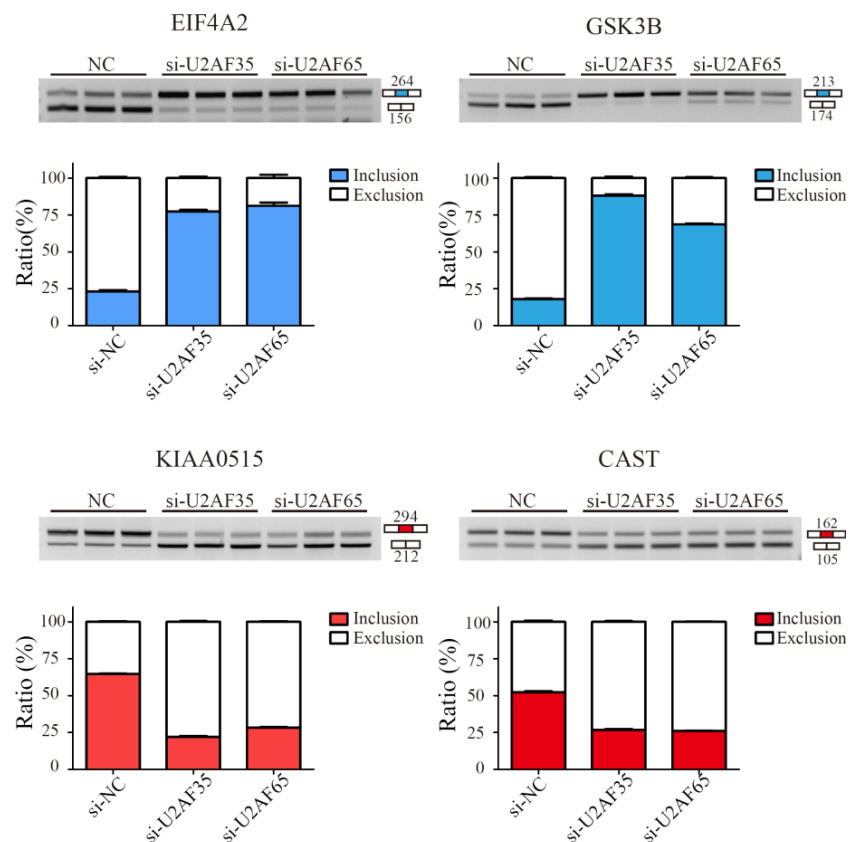 EIF4A2
NC si-U2AF35 si-U2AF65
264
156
Ratio(%)
100
75
50
25
0
Inclusion
Exclusion
si-NC
si-U2AF35
si-U2AF65
GSK3B
NC si-U2AF35 si-U2AF65
213
174
Ratio(%)
100
75
50
25
0
Inclusion
Exclusion
si-NC
si-U2AF35
si-U2AF65
KIAA0515
NC si-U2AF35 si-U2AF65
294
212
Ratio (%)
100
75
50
25
0
Inclusion
Exclusion
si-NC
si-U2AF35
si-U2AF65
CAST
NC si-U2AF35 si-U2AF65
162
105
Ratio (%)
100
75
50
25
0
Inclusion
Exclusion
si-NC
si-U2AF35
si-U2AF65